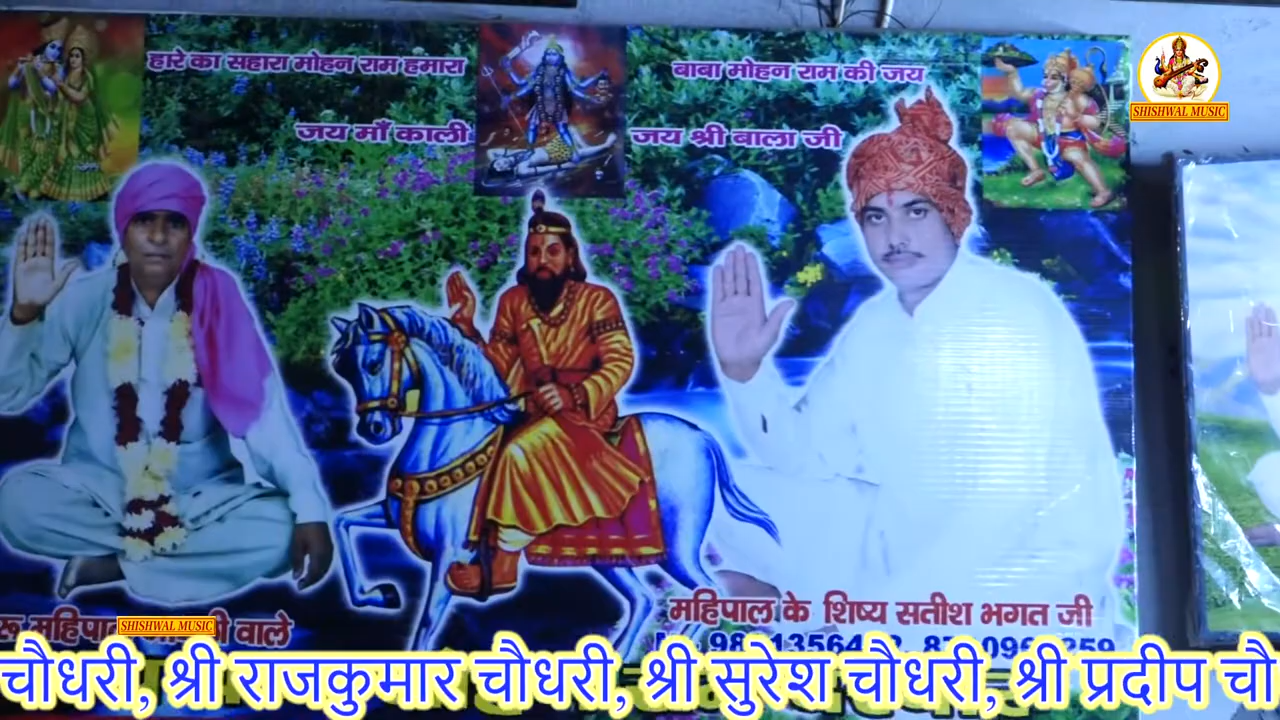 हारे का सहारा मोहन राम हमारा
बाबा मोहन राम की जय
SHISHWAL MUSIC
जय माँ काली
जय श्री बाला जी
महिपाल के शिष्य सतीश भगत जी
वाले
SHISHWAL MUSIC
चौधरी, श्री राजकुमार चौधरी, श्री सुरेश चौधरी, श्री प्रदीप चौ